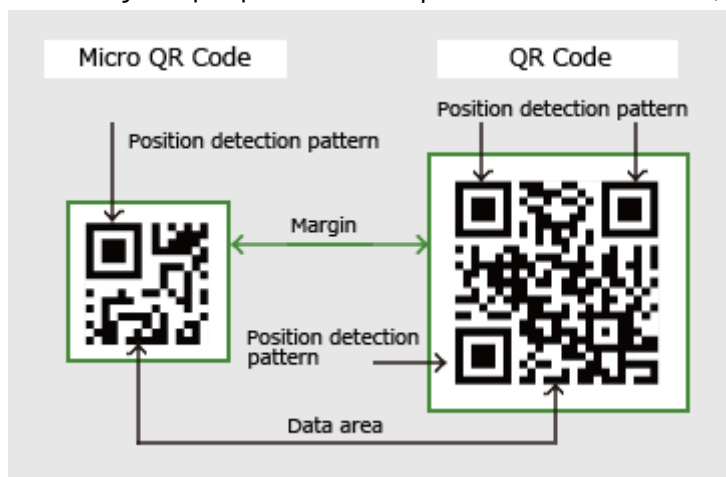 Micro QR Code
QR Code
Position detection pattern
Position detection pattern
Margin
Position detection
pattern
Data area